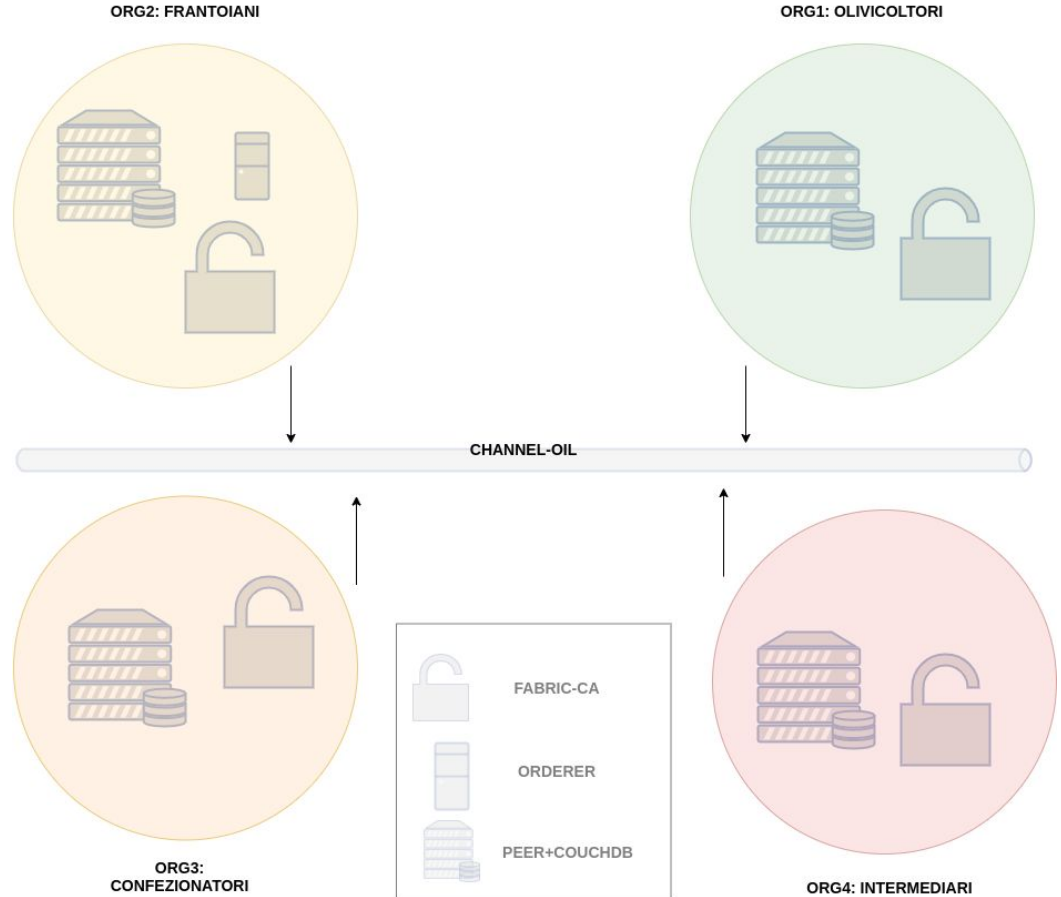 ORG2: FRANTOIANI
ORG1: OLIVICOLTORI
CHANNEL-OIL
FABRIC-CA
ORDERER
PEER+COUCHDB
ORG3:
CONFEZIONATORI
ORG4: INTERMEDIARI